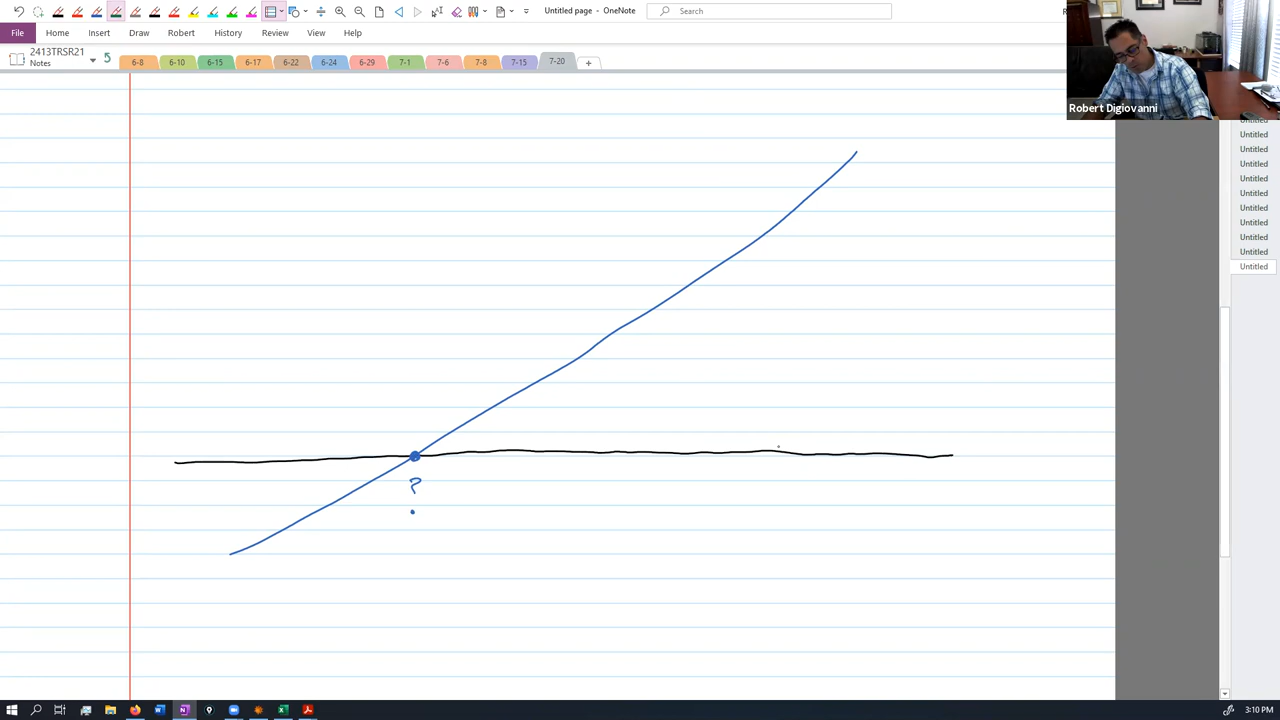 Untitled page - OneNote
Search
File
Home
Insert
Draw
Robert
History
Review
View
Help
2413TRSR21
Notes
6-8
6-10
6-15
6-17
6-22
6-24
6-29
7-1
7-6
7-8
7-15
7-20
Robert Digiovanni
Untitled
Untitled
Untitled
Untitled
Untitled
Untitled
Untitled
Untitled
Untitled
Untitled
Untitled
?
3:10 PM